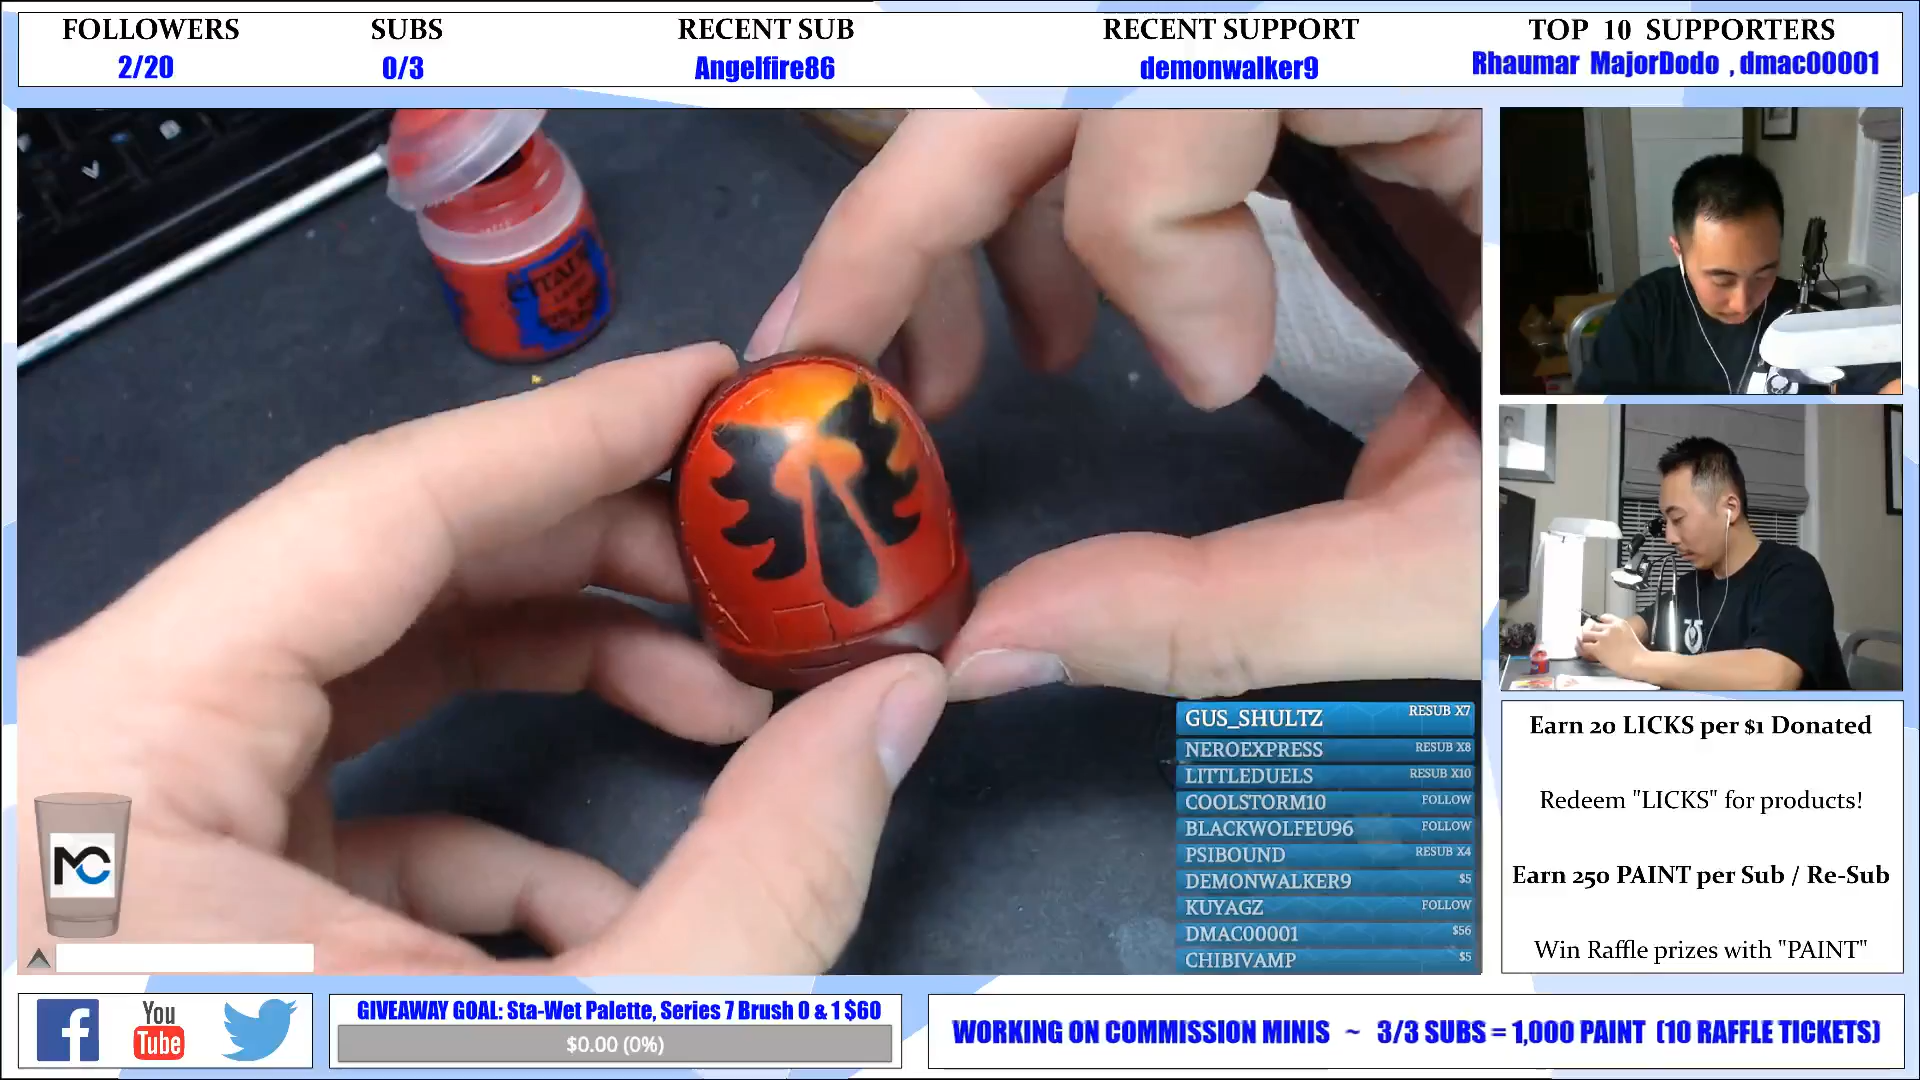 FOLLOWERS
2/20
SUBS
0/3
RECENT SUB
Angelfire86
RECENT SUPPORT
demonwalker9
TOP 10 SUPPORTERS
Rhaumar MajorDodo , dmac00001
V
CITADEL
GUS_SHULTZ RESUB X7
NEROEXPRESS RESUB X8
LITTLEDUELS RESUB X10
COOLSTORM10 FOLLOW
BLACKWOLFEU96 FOLLOW
PSIBOUND RESUB X4
DEMONWALKER9 $5
KUYAGZ FOLLOW
DMAC00001 $56
CHIBIVAMP $5
MC
Earn 20 LICKS per $1 Donated
Redeem "LICKS" for products!
Earn 250 PAINT per Sub / Re-Sub
Win Raffle prizes with "PAINT"
f
You
Tube
GIVEAWAY GOAL: Sta-Wet Palette, Series 7 Brush 0 & 1 $60
$0.00 (0%)
WORKING ON COMMISSION MINIS ~ 3/3 SUBS = 1,000 PAINT (10 RAFFLE TICKETS)